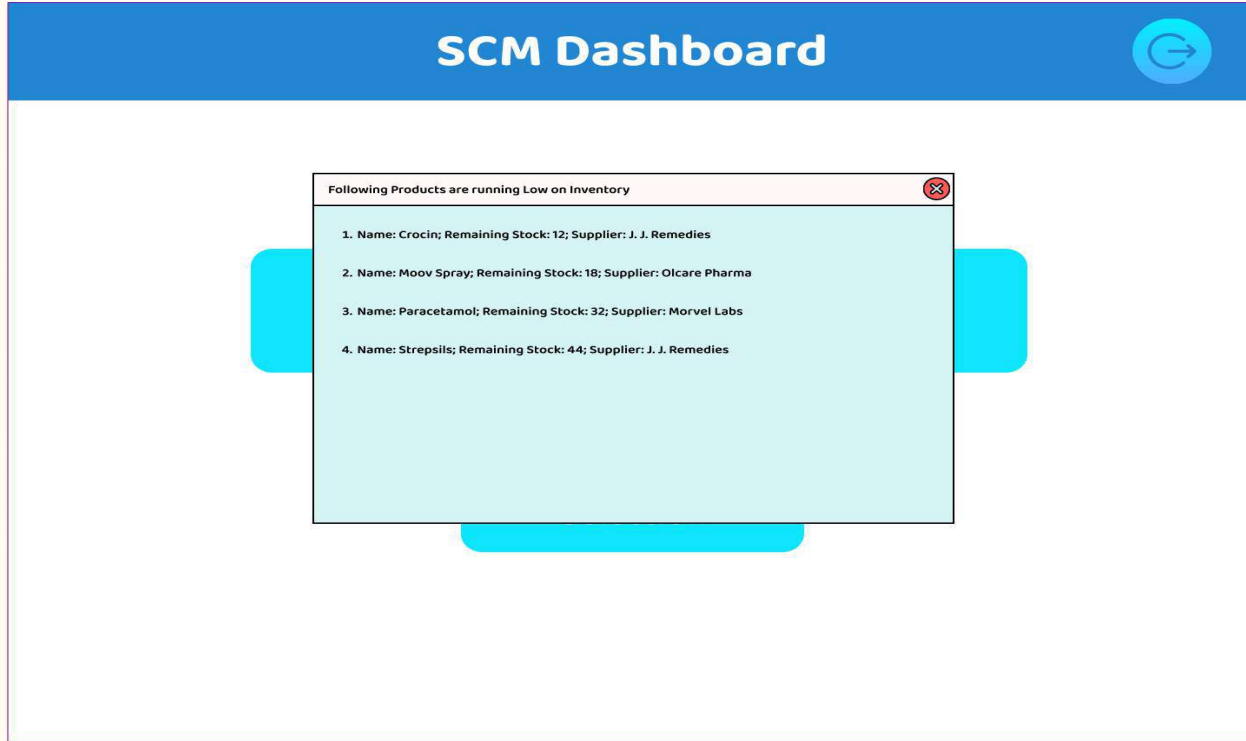 SCM Dashboard
Following Products are running Low on Inventory
1. Name: Crocin; Remaining Stock: 12; Supplier: J. J. Remedies
2. Name: Moov Spray; Remaining Stock: 18; Supplier: Olcare Pharma
3. Name: Paracetamol; Remaining Stock: 32; Supplier: Morvel Labs
4. Name: Strepsils; Remaining Stock: 44; Supplier: J. J. Remedies